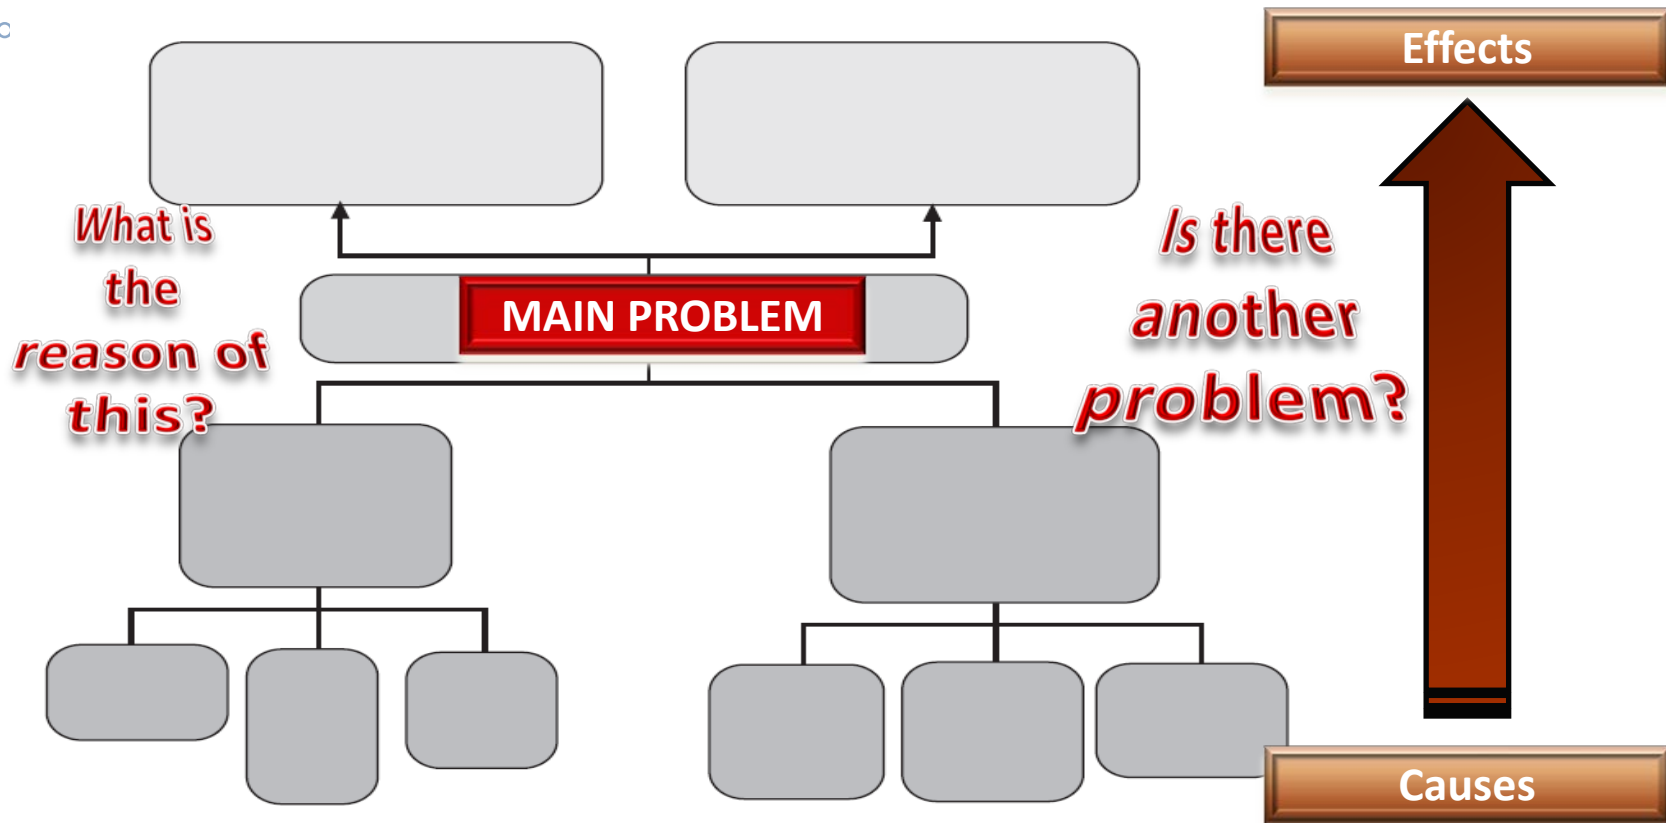 Effects
What is
the
reason of
this?
MAIN PROBLEM
Is there
another
problem?
Causes